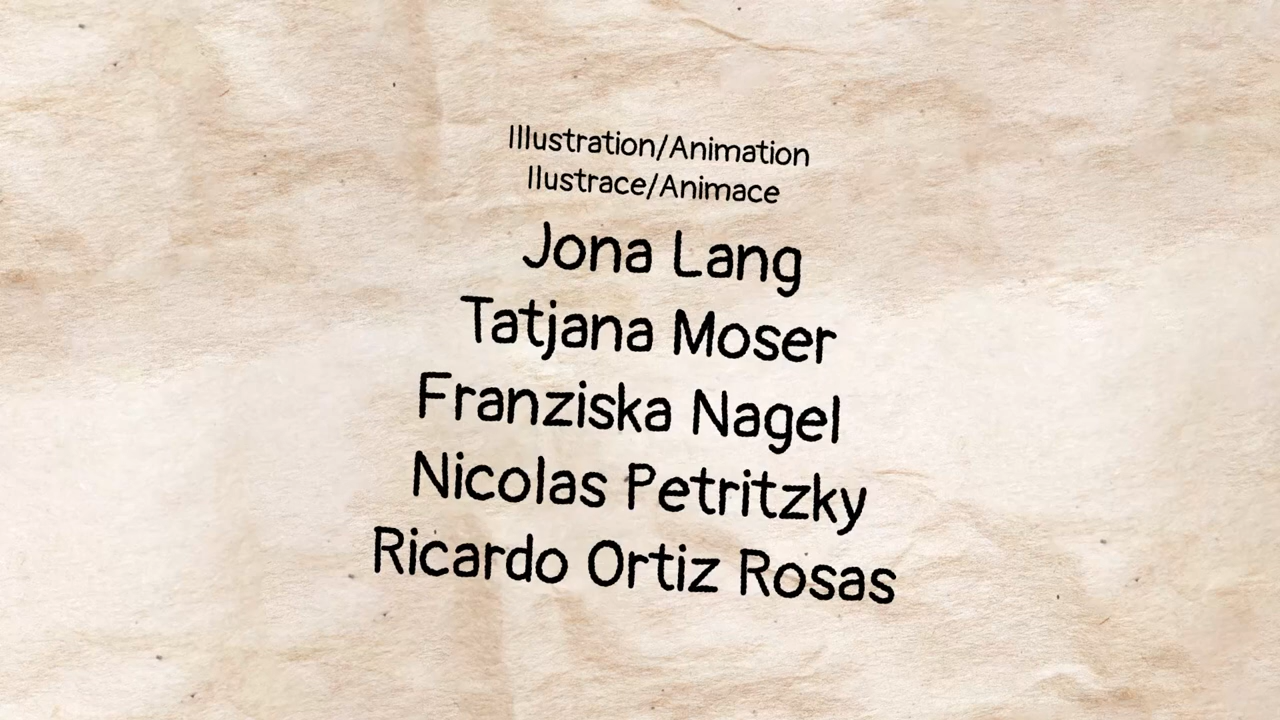 Illustration/Animation
Ilustrace/Animace
Jona Lang
Tatjana Moser
Franziska Nagel
Nicolas Petritzky
Ricardo Ortiz Rosas